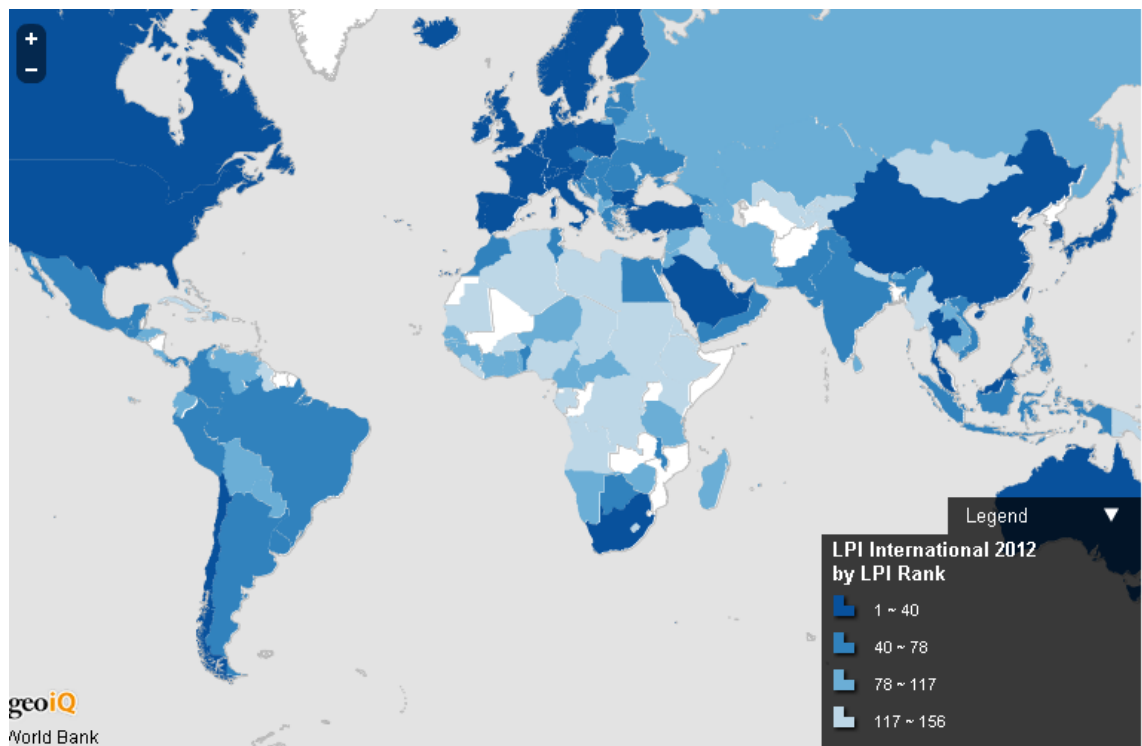 +
−
Legend
LPI International 2012
by LPI Rank
1 ~ 40
40 ~ 78
78 ~ 117
117 ~ 156
geoiQ
World Bank